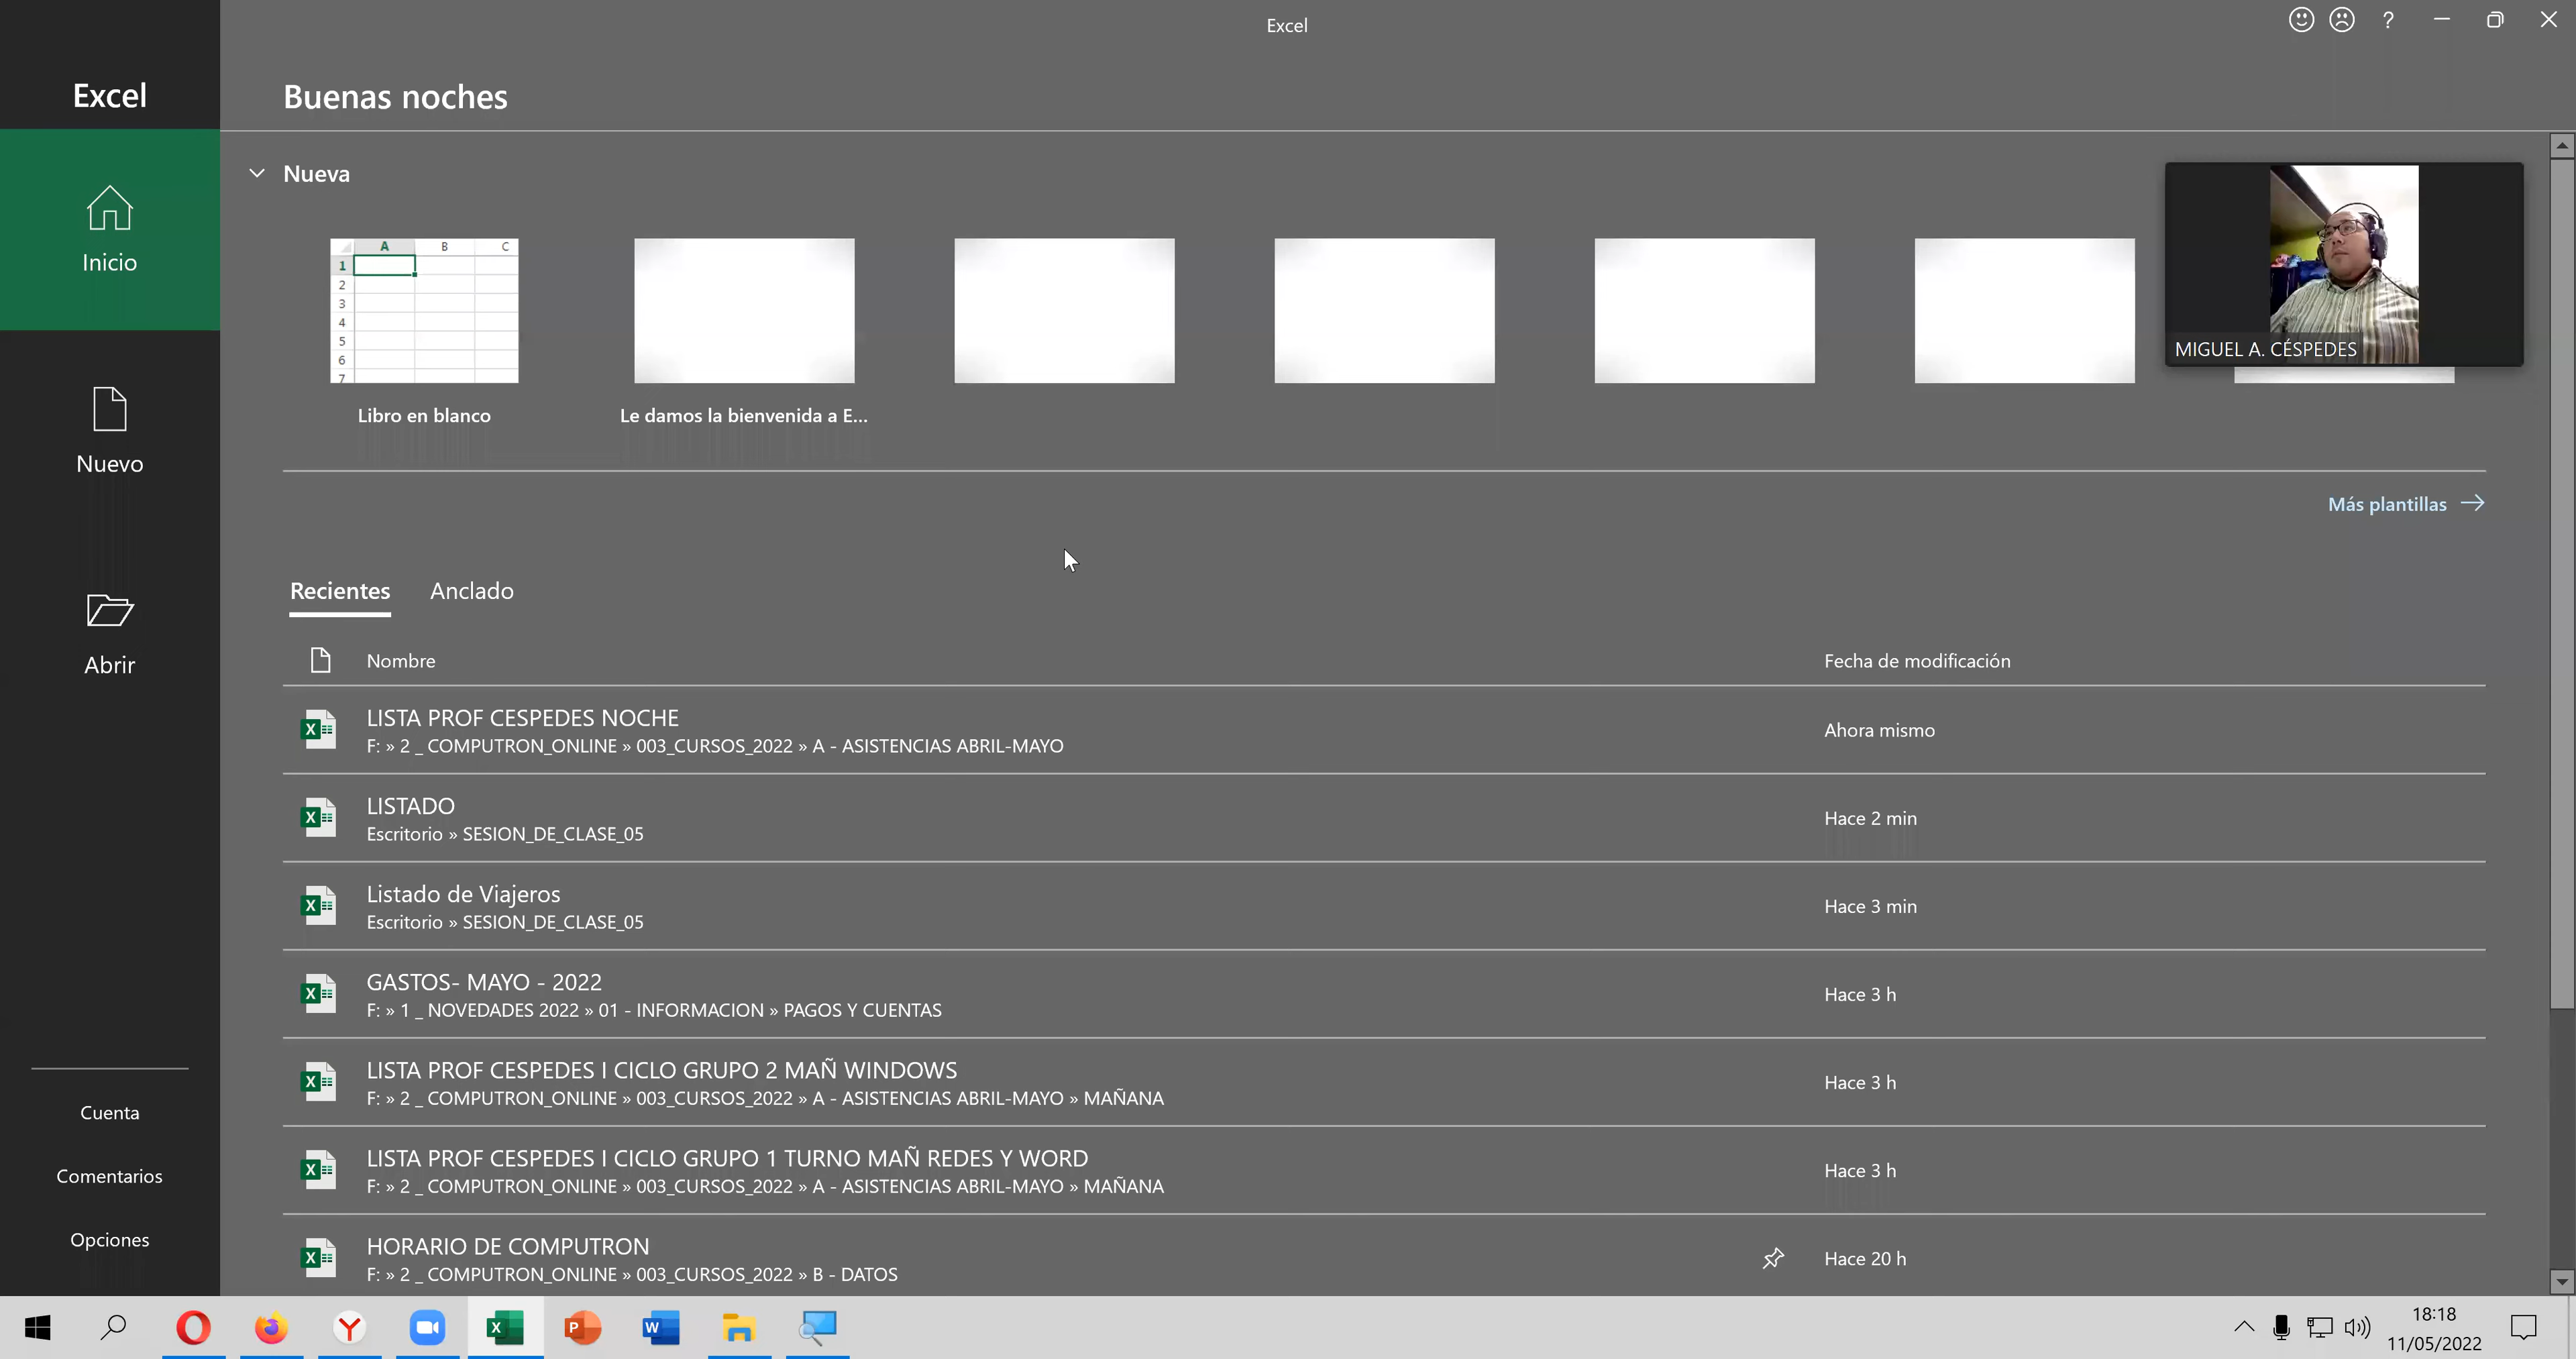 Excel
Excel
Buenas noches
Inicio
Nuevo
Abrir
Cuenta
Comentarios
Opciones
Nueva
A B C
1
2
3
4
5
6
7
Libro en blanco
Le damos la bienvenida a E...
MIGUEL A. CÉSPEDES
Más plantillas
Recientes Anclado
Nombre Fecha de modificación
LISTA PROF CESPEDES NOCHE
F: » 2 _ COMPUTRON_ONLINE » 003_CURSOS_2022 » A - ASISTENCIAS ABRIL-MAYO
Ahora mismo
LISTADO
Escritorio » SESION_DE_CLASE_05
Hace 2 min
Listado de Viajeros
Escritorio » SESION_DE_CLASE_05
Hace 3 min
GASTOS- MAYO - 2022
F: » 1 _ NOVEDADES 2022 » 01 - INFORMACION » PAGOS Y CUENTAS
Hace 3 h
LISTA PROF CESPEDES I CICLO GRUPO 2 MAÑ WINDOWS
F: » 2 _ COMPUTRON_ONLINE » 003_CURSOS_2022 » A - ASISTENCIAS ABRIL-MAYO » MAÑANA
Hace 3 h
LISTA PROF CESPEDES I CICLO GRUPO 1 TURNO MAÑ REDES Y WORD
F: » 2 _ COMPUTRON_ONLINE » 003_CURSOS_2022 » A - ASISTENCIAS ABRIL-MAYO » MAÑANA
Hace 3 h
HORARIO DE COMPUTRON
F: » 2 _ COMPUTRON_ONLINE » 003_CURSOS_2022 » B - DATOS
Hace 20 h
18:18
11/05/2022